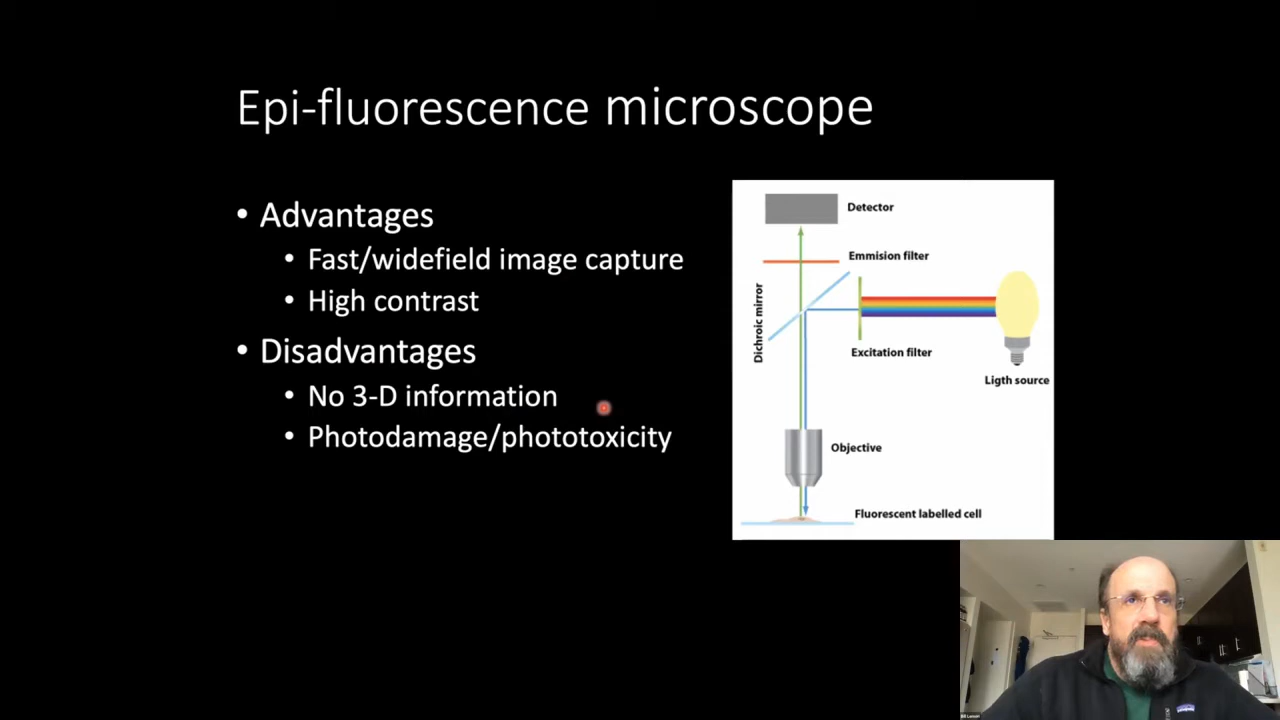 Epi-fluorescence microscope
• Advantages
• Fast/widefield image capture
• High contrast
• Disadvantages
• No 3-D information
• Photodamage/phototoxicity
Detector
Emmision filter
Dichroic mirror
Excitation filter
Ligth source
Objective
Fluorescent labelled cell